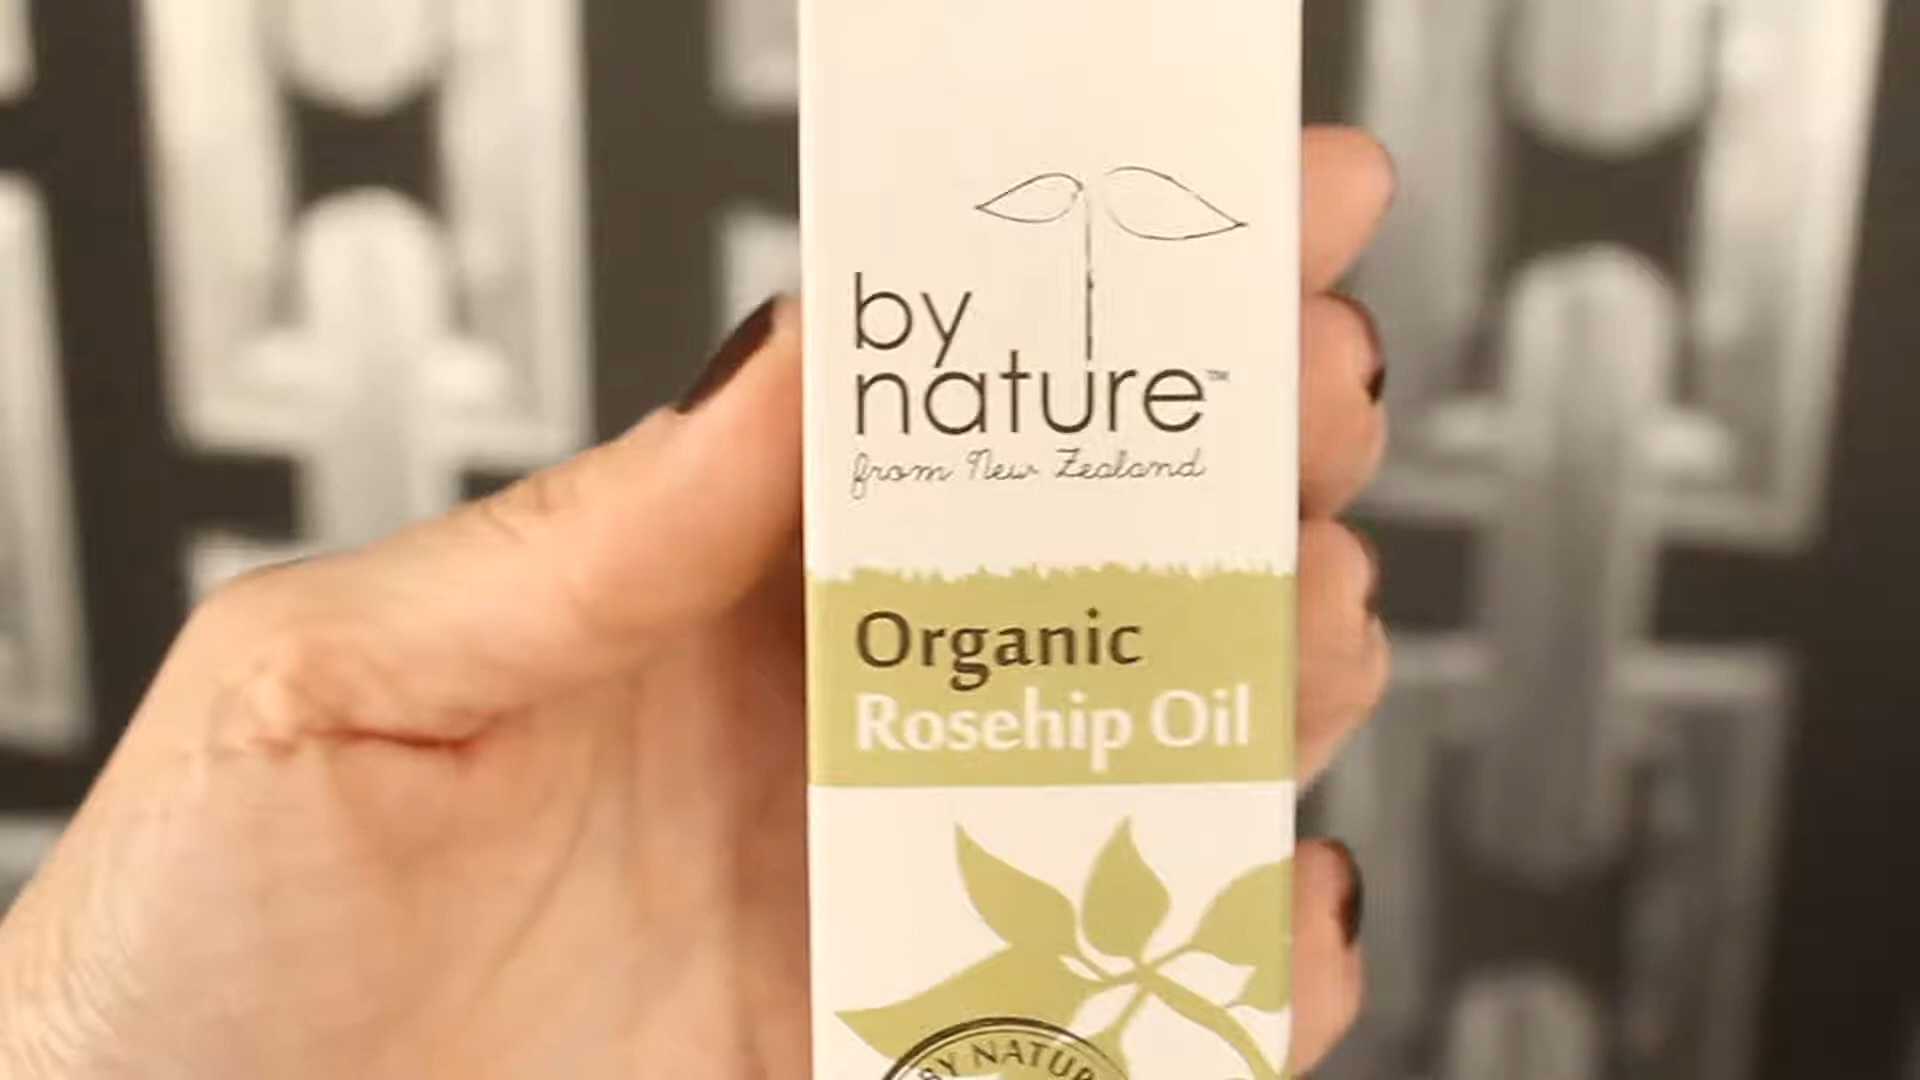 by
nature™
from New Zealand
Organic
Rosehip Oil
BY NATUR